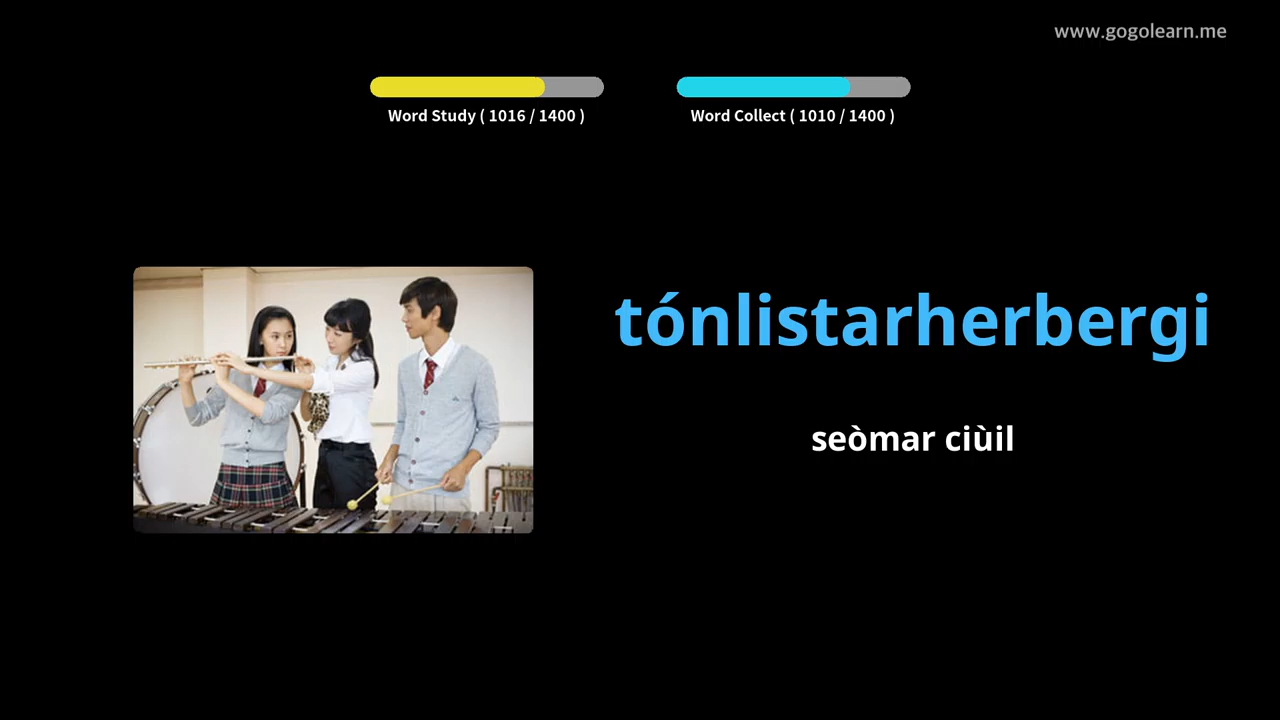 www.gogolearn.me
Word Study ( 1016 / 1400 )
Word Collect ( 1010 / 1400 )
tónlistarherbergi
seòmar ciùil